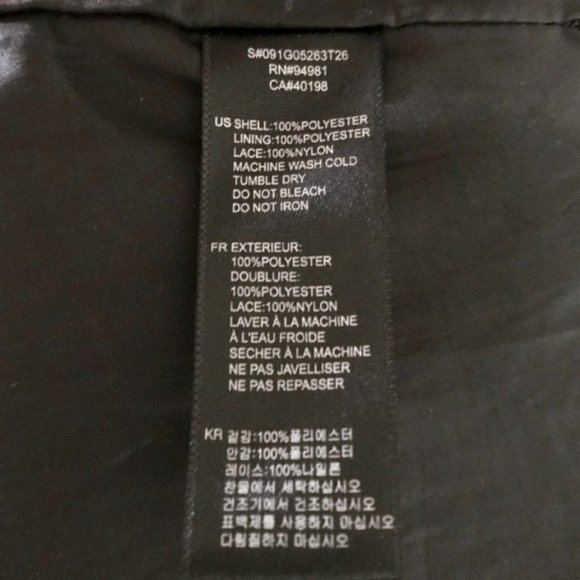 S#091G05283T26
RN#94981
CA#40198
US SHELL:100%POLYESTER
LINING:100%POLYESTER
LACE:100%NYLON
MACHINE WASH COLD
TUMBLE DRY
DO NOT BLEACH
DO NOT IRON
FR EXTERIEUR:
100%POLYESTER
DOUBLURE:
100%POLYESTER
LACE:100%NYLON
LAVER À LA MACHINE
À L'EAU FROIDE
SECHER À LA MACHINE
NE PAS JAVELLISER
NE PAS REPASSER
KR 겉감:100%폴리에스터
안감:100%폴리에스터
레이스:100%나일론
찬물에서 세탁하십시오
건조기에서 건조하십시오
표백제를 사용하지 마십시오
다림질하지 마십시오